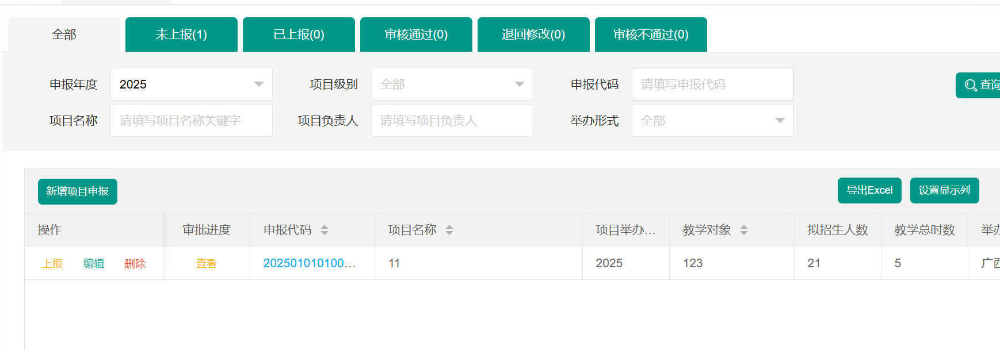 全部 未上报(1) 已上报(0) 审核通过(0) 退回修改(0) 审核不通过(0)
申报年度 2025 项目级别 全部 申报代码 请填写申报代码 查询
项目名称 请填写项目名称关键字 项目负责人 请填写项目负责人 举办形式 全部
新增项目申报 导出Excel 设置显示列
操作 审批进度 申报代码 项目名称 项目举办... 教学对象 拟招生人数 教学总时数 举办
上报 编辑 删除 查看 202501010100... 11 2025 123 21 5 广西